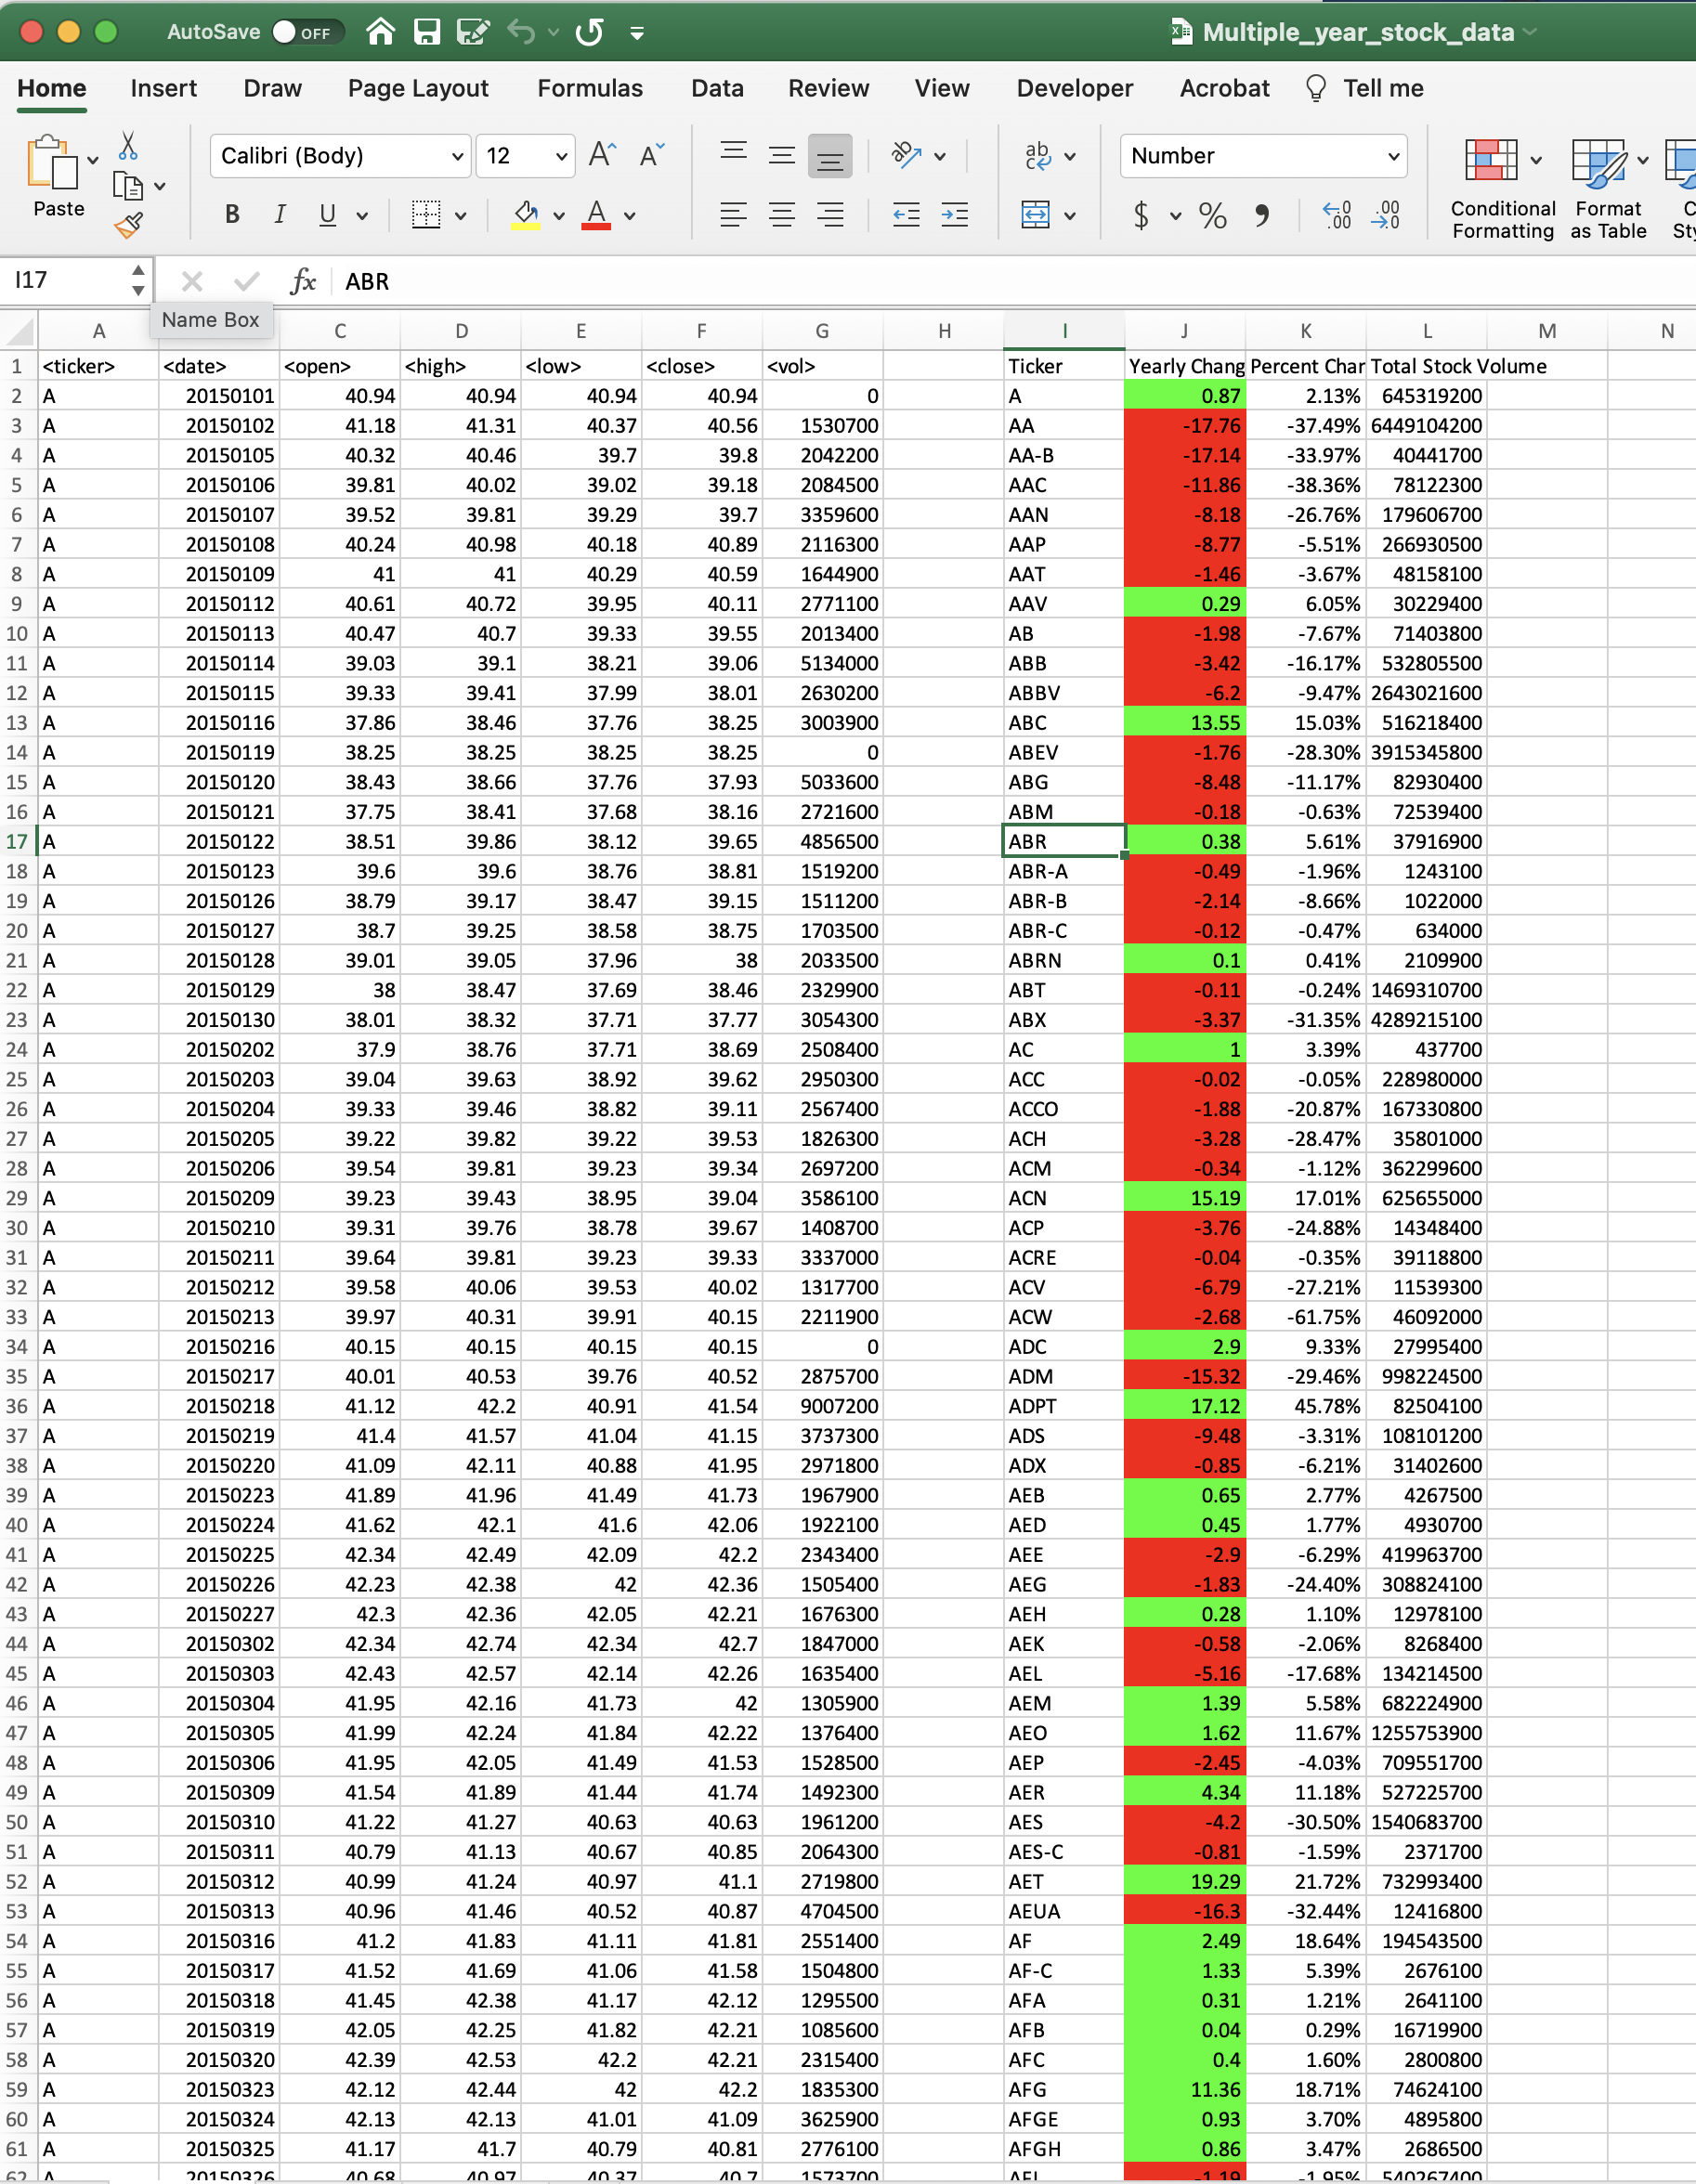 AutoSave OFF Multiple_year_stock_data
Home Insert Draw Page Layout Formulas Data Review View Developer Acrobat Tell me
Paste Calibri (Body) 12 Number Conditional Formatting Format as Table
I17 fx ABR
Name Box
A C D E F G H I J K L M N
1 <ticker> <date> <open> <high> <low> <close> <vol> Ticker Yearly Chang Percent Char Total Stock Volume
2 A 20150101 40.94 40.94 40.94 40.94 0 A 0.87 2.13% 645319200
3 A 20150102 41.18 41.31 40.37 40.56 1530700 AA -17.76 -37.49% 6449104200
4 A 20150105 40.32 40.46 39.7 39.8 2042200 AA-B -17.14 -33.97% 40441700
5 A 20150106 39.81 40.02 39.02 39.18 2084500 AAC -11.86 -38.36% 78122300
6 A 20150107 39.52 39.81 39.29 39.7 3359600 AAN -8.18 -26.76% 179606700
7 A 20150108 40.24 40.98 40.18 40.89 2116300 AAP -8.77 -5.51% 266930500
8 A 20150109 41 41 40.29 40.59 1644900 AAT -1.46 -3.67% 48158100
9 A 20150112 40.61 40.72 39.95 40.11 2771100 AAV 0.29 6.05% 30229400
10 A 20150113 40.47 40.7 39.33 39.55 2013400 AB -1.98 -7.67% 71403800
11 A 20150114 39.03 39.1 38.21 39.06 5134000 ABB -3.42 -16.17% 532805500
12 A 20150115 39.33 39.41 37.99 38.01 2630200 ABBV -6.2 -9.47% 2643021600
13 A 20150116 37.86 38.46 37.76 38.25 3003900 ABC 13.55 15.03% 516218400
14 A 20150119 38.25 38.25 38.25 38.25 0 ABEV -1.76 -28.30% 3915345800
15 A 20150120 38.43 38.66 37.76 37.93 5033600 ABG -8.48 -11.17% 82930400
16 A 20150121 37.75 38.41 37.68 38.16 2721600 ABM -0.18 -0.63% 72539400
17 A 20150122 38.51 39.86 38.12 39.65 4856500 ABR 0.38 5.61% 37916900
18 A 20150123 39.6 39.6 38.76 38.81 1519200 ABR-A -0.49 -1.96% 1243100
19 A 20150126 38.79 39.17 38.47 39.15 1511200 ABR-B -2.14 -8.66% 1022000
20 A 20150127 38.7 39.25 38.58 38.75 1703500 ABR-C -0.12 -0.47% 634000
21 A 20150128 39.01 39.05 37.96 38 2033500 ABRN 0.1 0.41% 2109900
22 A 20150129 38 38.47 37.69 38.46 2329900 ABT -0.11 -0.24% 1469310700
23 A 20150130 38.01 38.32 37.71 37.77 3054300 ABX -3.37 -31.35% 4289215100
24 A 20150202 37.9 38.76 37.71 38.69 2508400 AC 1 3.39% 437700
25 A 20150203 39.04 39.63 38.92 39.62 2950300 ACC -0.02 -0.05% 228980000
26 A 20150204 39.33 39.46 38.82 39.11 2567400 ACCO -1.88 -20.87% 167330800
27 A 20150205 39.22 39.82 39.22 39.53 1826300 ACH -3.28 -28.47% 35801000
28 A 20150206 39.54 39.81 39.23 39.34 2697200 ACM -0.34 -1.12% 362299600
29 A 20150209 39.23 39.43 38.95 39.04 3586100 ACN 15.19 17.01% 625655000
30 A 20150210 39.31 39.76 38.78 39.67 1408700 ACP -3.76 -24.88% 14348400
31 A 20150211 39.64 39.81 39.23 39.33 3337000 ACRE -0.04 -0.35% 39118800
32 A 20150212 39.58 40.06 39.53 40.02 1317700 ACV -6.79 -27.21% 11539300
33 A 20150213 39.97 40.31 39.91 40.15 2211900 ACW -2.68 -61.75% 46092000
34 A 20150216 40.15 40.15 40.15 40.15 0 ADC 2.9 9.33% 27995400
35 A 20150217 40.01 40.53 39.76 40.52 2875700 ADM -15.32 -29.46% 998224500
36 A 20150218 41.12 42.2 40.91 41.54 9007200 ADPT 17.12 45.78% 82504100
37 A 20150219 41.4 41.57 41.04 41.15 3737300 ADS -9.48 -3.31% 108101200
38 A 20150220 41.09 42.11 40.88 41.95 2971800 ADX -0.85 -6.21% 31402600
39 A 20150223 41.89 41.96 41.49 41.73 1967900 AEB 0.65 2.77% 4267500
40 A 20150224 41.62 42.1 41.6 42.06 1922100 AED 0.45 1.77% 4930700
41 A 20150225 42.34 42.49 42.09 42.2 2343400 AEE -2.9 -6.29% 419963700
42 A 20150226 42.23 42.38 42 42.36 1505400 AEG -1.83 -24.40% 308824100
43 A 20150227 42.3 42.36 42.05 42.21 1676300 AEH 0.28 1.10% 12978100
44 A 20150302 42.34 42.74 42.34 42.7 1847000 AEK -0.58 -2.06% 8268400
45 A 20150303 42.43 42.57 42.14 42.26 1635400 AEL -5.16 -17.68% 134214500
46 A 20150304 41.95 42.16 41.73 42 1305900 AEM 1.39 5.58% 682224900
47 A 20150305 41.99 42.24 41.84 42.22 1376400 AEO 1.62 11.67% 1255753900
48 A 20150306 41.95 42.05 41.49 41.53 1528500 AEP -2.45 -4.03% 709551700
49 A 20150309 41.54 41.89 41.44 41.74 1492300 AER 4.34 11.18% 527225700
50 A 20150310 41.22 41.27 40.63 40.63 1961200 AES -4.2 -30.50% 1540683700
51 A 20150311 40.79 41.13 40.67 40.85 2064300 AES-C -0.81 -1.59% 2371700
52 A 20150312 40.99 41.24 40.97 41.1 2719800 AET 19.29 21.72% 732993400
53 A 20150313 40.96 41.46 40.52 40.87 4704500 AEUA -16.3 -32.44% 12416800
54 A 20150316 41.2 41.83 41.11 41.81 2551400 AF 2.49 18.64% 194543500
55 A 20150317 41.52 41.69 41.06 41.58 1504800 AF-C 1.33 5.39% 2676100
56 A 20150318 41.45 42.38 41.17 42.12 1295500 AFA 0.31 1.21% 2641100
57 A 20150319 42.05 42.25 41.82 42.21 1085600 AFB 0.04 0.29% 16719900
58 A 20150320 42.39 42.53 42.2 42.21 2315400 AFC 0.4 1.60% 2800800
59 A 20150323 42.12 42.44 42 42.2 1835300 AFG 11.36 18.71% 74624100
60 A 20150324 42.13 42.13 41.01 41.09 3625900 AFGE 0.93 3.70% 4895800
61 A 20150325 41.17 41.7 40.79 40.81 2776100 AFGH 0.86 3.47% 2686500
62 A 20150326 40.68 40.97 40.37 40.7 1573700 -1.19 -1.95% 540267400